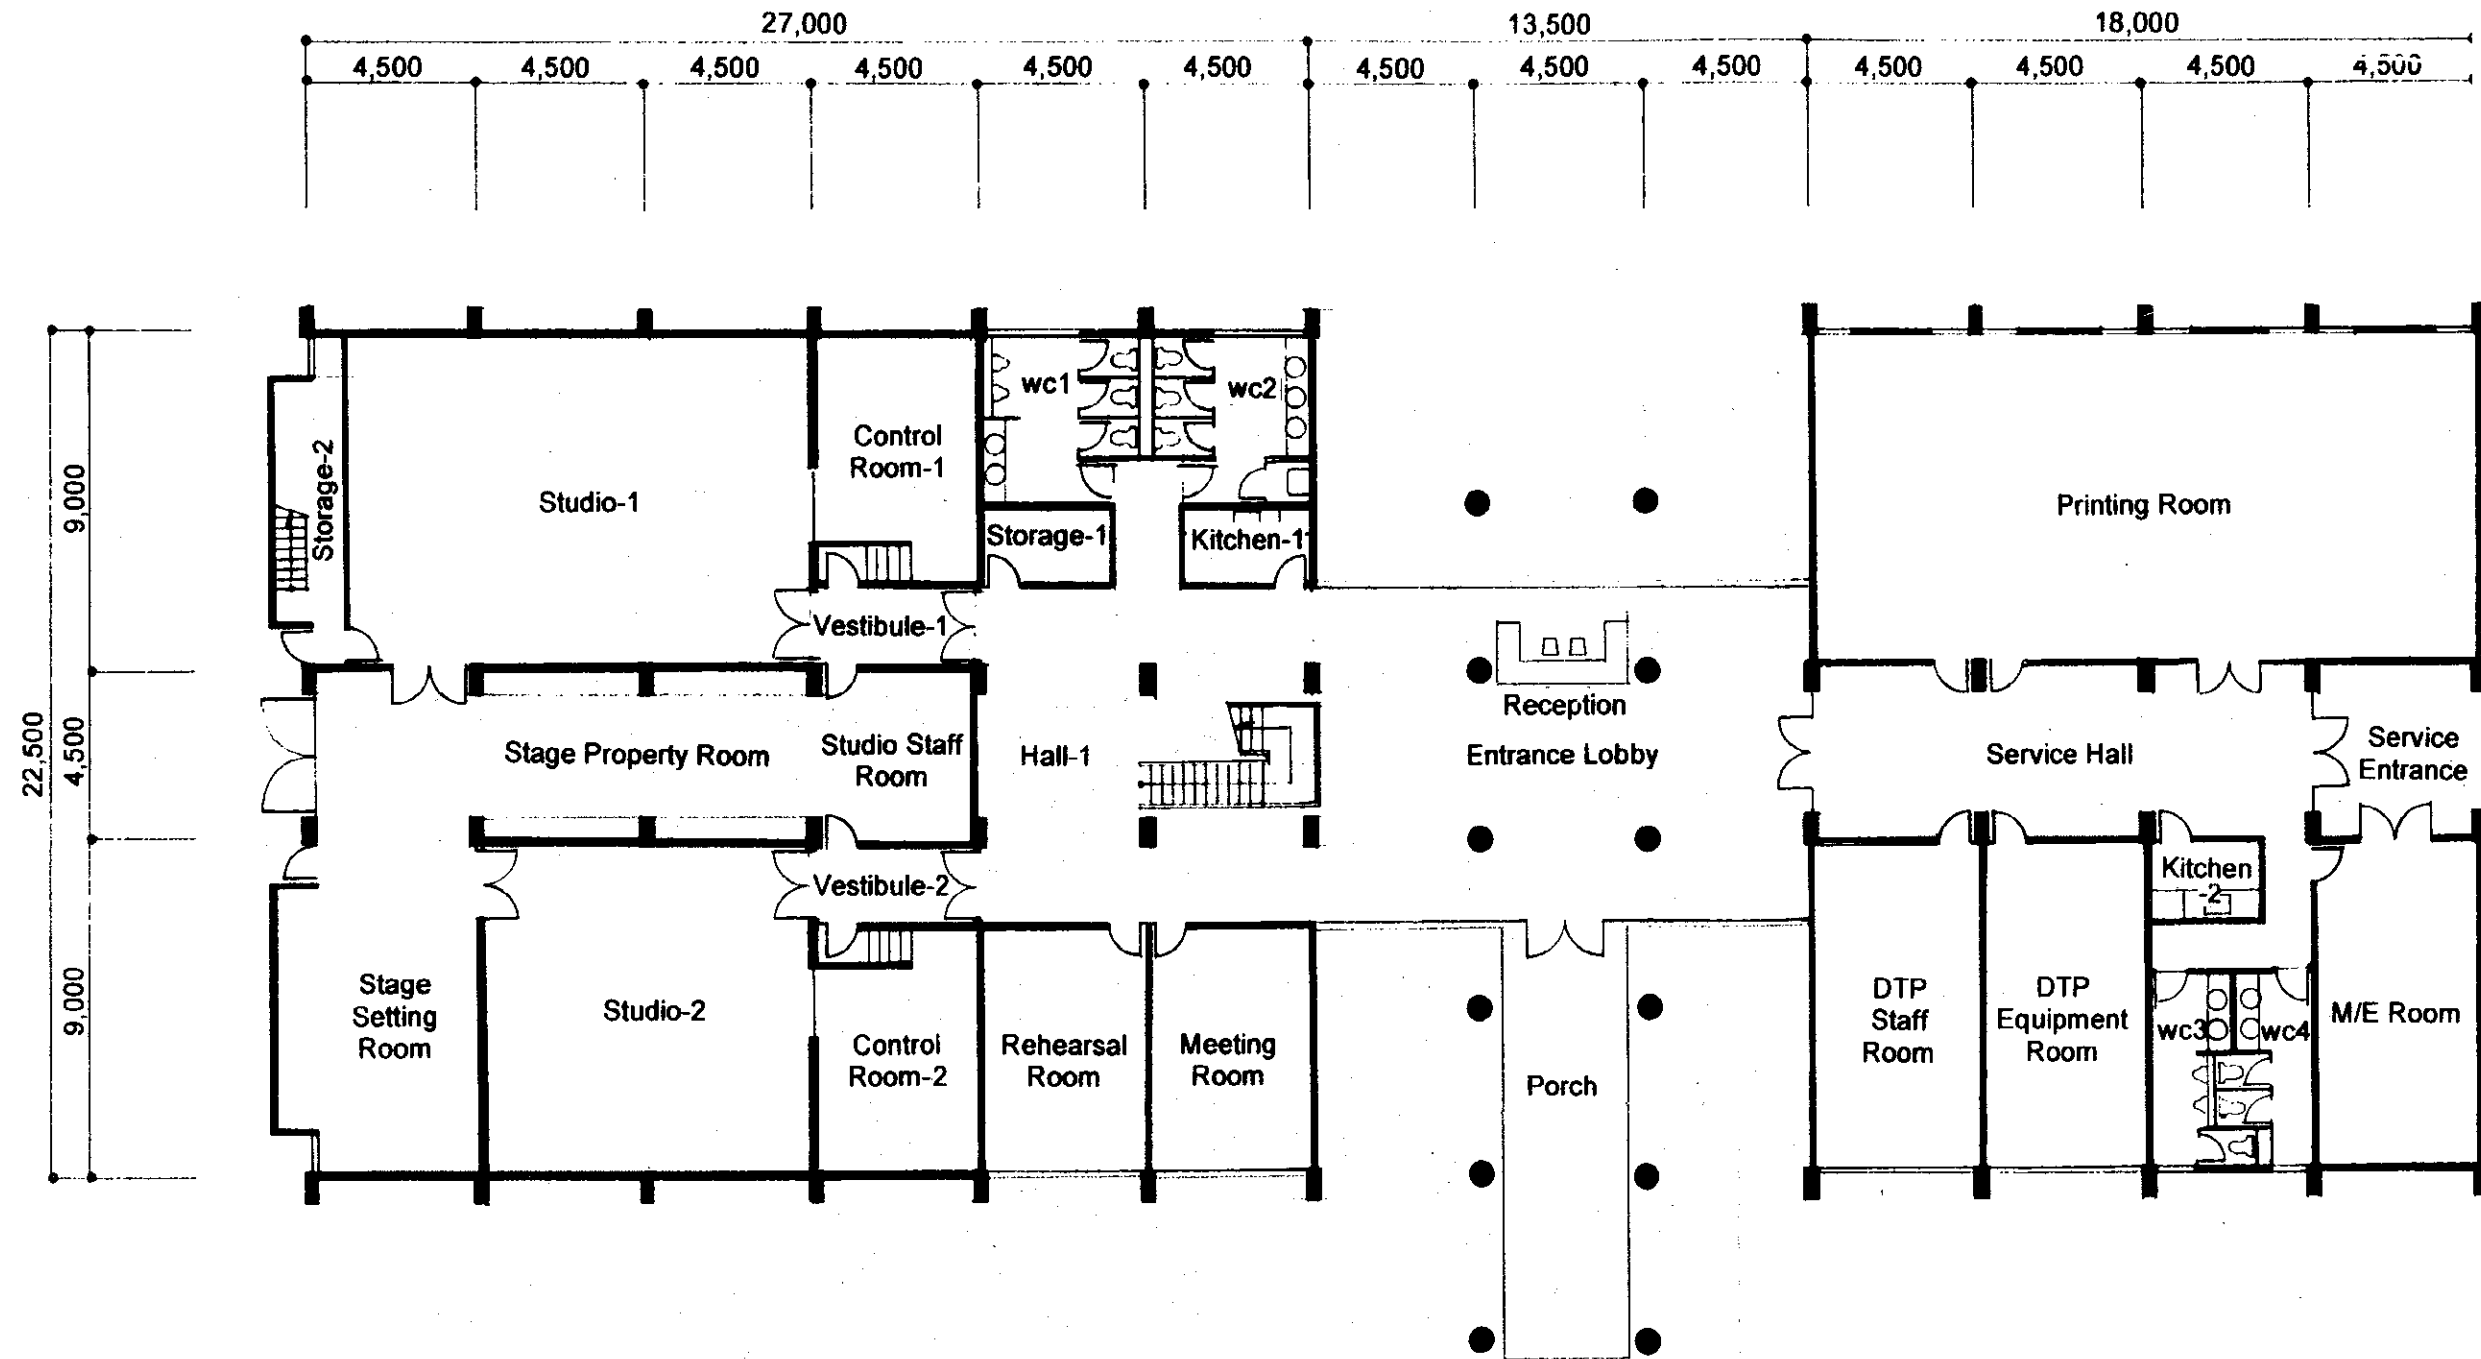 27,000 13,500 18,000
4,500 4,500 4,500 4,500 4,500 4,500 4,500 4,500 4,500 4,500 4,500 4,500 4,500
22,500
9,000
4,500
9,000
Storage-2
Studio-1
Control
Room-1
wc1
wc2
Storage-1
Kitchen-1
Printing Room
Vestibule-1
Stage Property Room
Studio Staff
Room
Hall-1
Reception
Entrance Lobby
Service Hall
Service
Entrance
Vestibule-2
Kitchen
-2
Stage
Setting
Room
Studio-2
Control
Room-2
Rehearsal
Room
Meeting
Room
Porch
DTP
Staff
Room
DTP
Equipment
Room
wc3
wc4
M/E Room